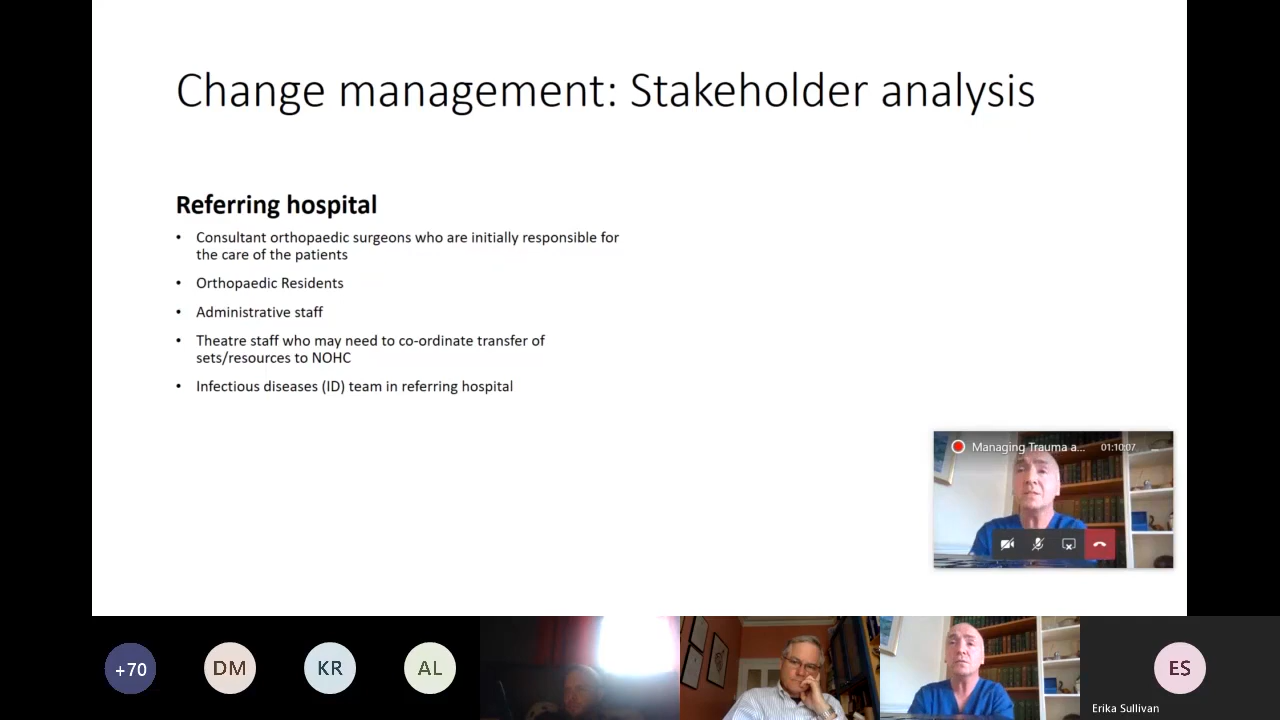 Change management: Stakeholder analysis
Referring hospital
• Consultant orthopaedic surgeons who are initially responsible for
the care of the patients
• Orthopaedic Residents
• Administrative staff
• Theatre staff who may need to co-ordinate transfer of
sets/resources to NOHC
• Infectious diseases (ID) team in referring hospital
Managing Trauma a... 01:10:07
+70 DM KR AL ES
Erika Sullivan